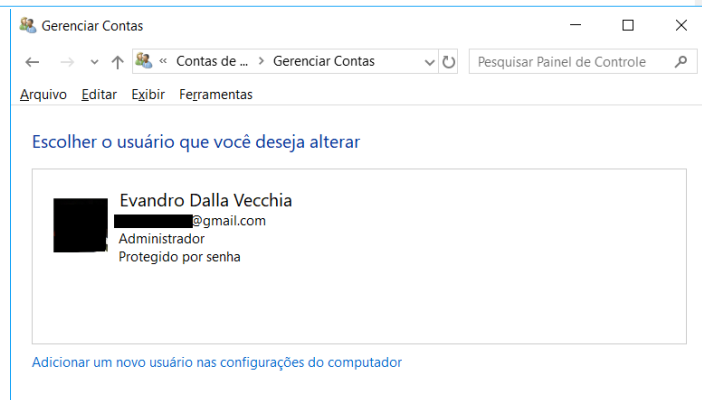 Gerenciar Contas
« Contas de ... > Gerenciar Contas
Pesquisar Painel de Controle
Arquivo Editar Exibir Ferramentas
Escolher o usuário que você deseja alterar
Evandro Dalla Vecchia
@gmail.com
Administrador
Protegido por senha
Adicionar um novo usuário nas configurações do computador